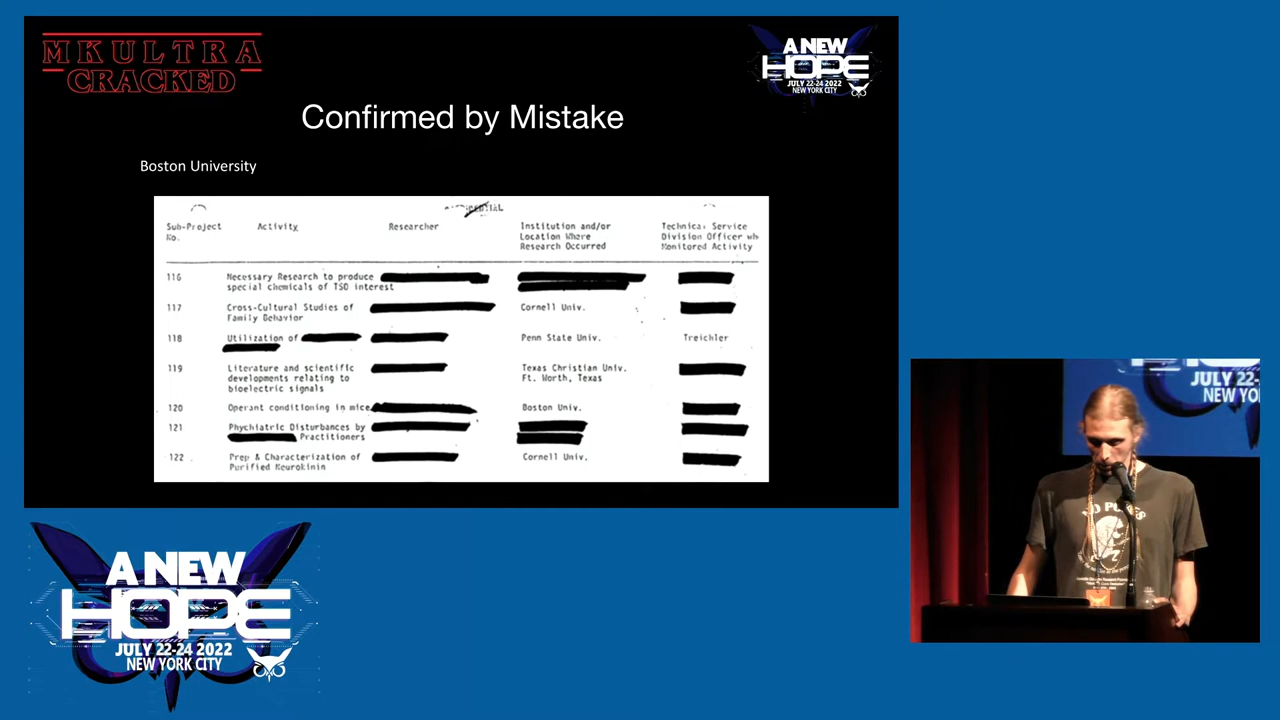 MKULTRA
CRACKED
A NEW
HOPE
JULY 22-24 2022
NEW YORK CITY
Confirmed by Mistake
Boston University
Sub-Project No.
Activity
Researcher
Institution and/or
Location Where
Research Occurred
Technical Service
Division Officer wh
Monitored Activity
116
Necessary Research to produce
special chemicals of TSD interest
117
Cross-Cultural Studies of
Family Behavior
Cornell Univ.
118
Utilization of
Penn State Univ.
Treichler
119
Literature and scientific
developments relating to
bioelectric signals
Texas Christian Univ.
Ft. Worth, Texas
120
Operant conditioning in mice
Boston Univ.
121
Phychiatric Disturbances by
Practitioners
122
Prep & Characterization of
Purified Neurokinin
Cornell Univ.
A NEW
HOPE
JULY 22-24 2022
NEW YORK CITY
JULY 22-
NEW YO